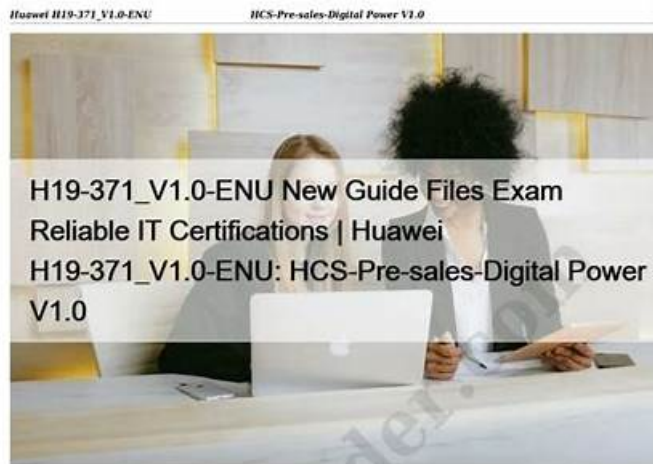 Huawei H19-371_V1.0-ENU HCS-Pre-sales-Digital Power V1.0
H19-371_V1.0-ENU New Guide Files Exam
Reliable IT Certifications | Huawei
H19-371_V1.0-ENU: HCS-Pre-sales-Digital Power
V1.0